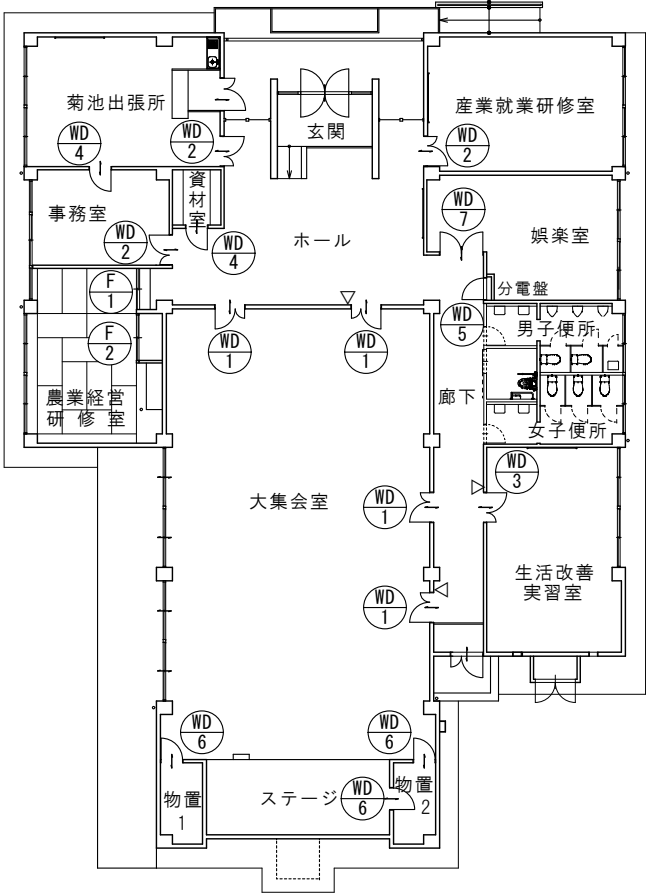 菊池出張所
WD
4
WD
2
玄関
産業就業研修室
WD
2
事務室
資
材
室
WD
2
WD
4
ホール
WD
7
娯楽室
分電盤
F
1
F
2
WD
1
WD
1
WD
5
男子便所
農業経営
研修室
廊下
女子便所
大集会室
WD
3
WD
1
生活改善
実習室
WD
1
WD
6
WD
6
物置
1
ステージ
WD
6
物置
2